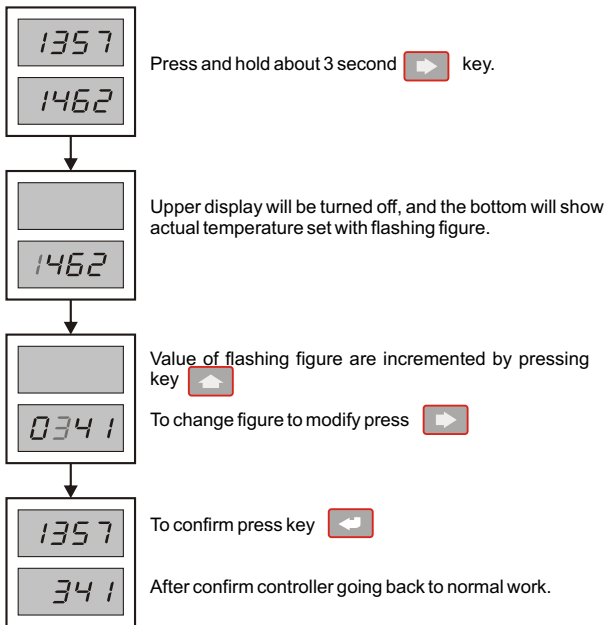 1357
Press and hold about 3 second key.
1462
Upper display will be turned off, and the bottom will show
actual temperature set with flashing figure.
1462
Value of flashing figure are incremented by pressing
key
0341
To change figure to modify press
1357
To confirm press key
341
After confirm controller going back to normal work.